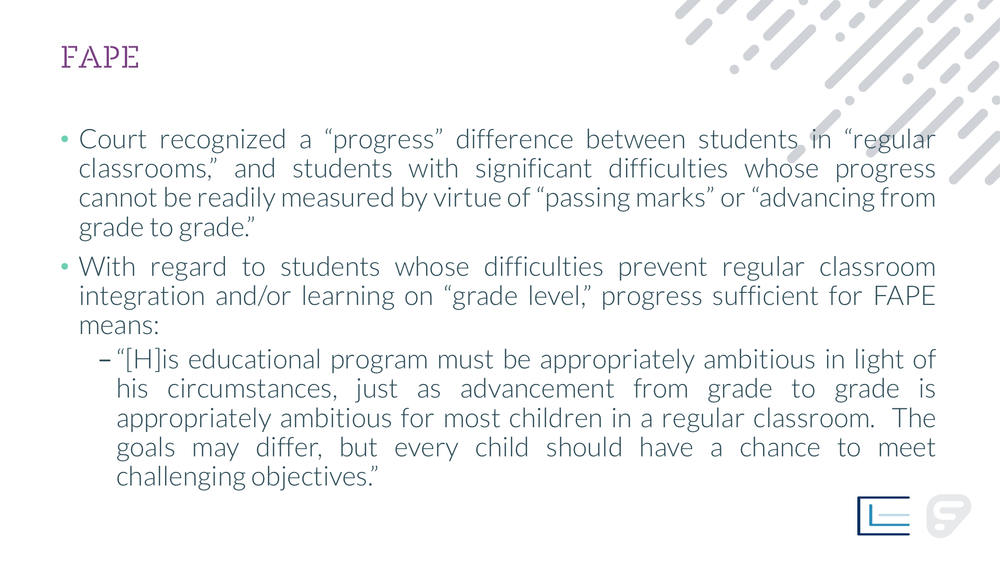 FAPE
• Court recognized a “progress” difference between students in “regular
classrooms,” and students with significant difficulties whose progress
cannot be readily measured by virtue of “passing marks” or “advancing from
grade to grade.”
• With regard to students whose difficulties prevent regular classroom
integration and/or learning on “grade level,” progress sufficient for FAPE
means:
– “[H]is educational program must be appropriately ambitious in light of
his circumstances, just as advancement from grade to grade is
appropriately ambitious for most children in a regular classroom. The
goals may differ, but every child should have a chance to meet
challenging objectives.”